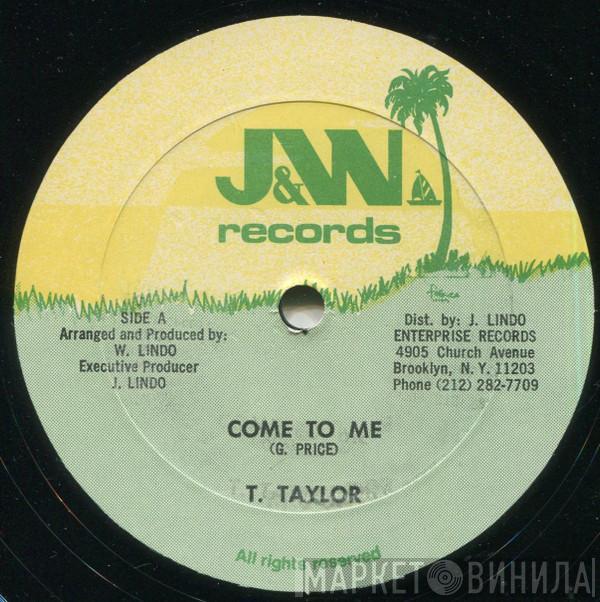 J&W
records
SIDE A
Arranged and Produced by:
W. LINDO
Executive Producer
J. LINDO
Dist. by: J. LINDO
ENTERPRISE RECORDS
4905 Church Avenue
Brooklyn, N. Y. 11203
Phone (212) 282-7709
COME TO ME
(G. PRICE)
T. TAYLOR
All rights reserved
МАРКЕТ ВИНИЛА